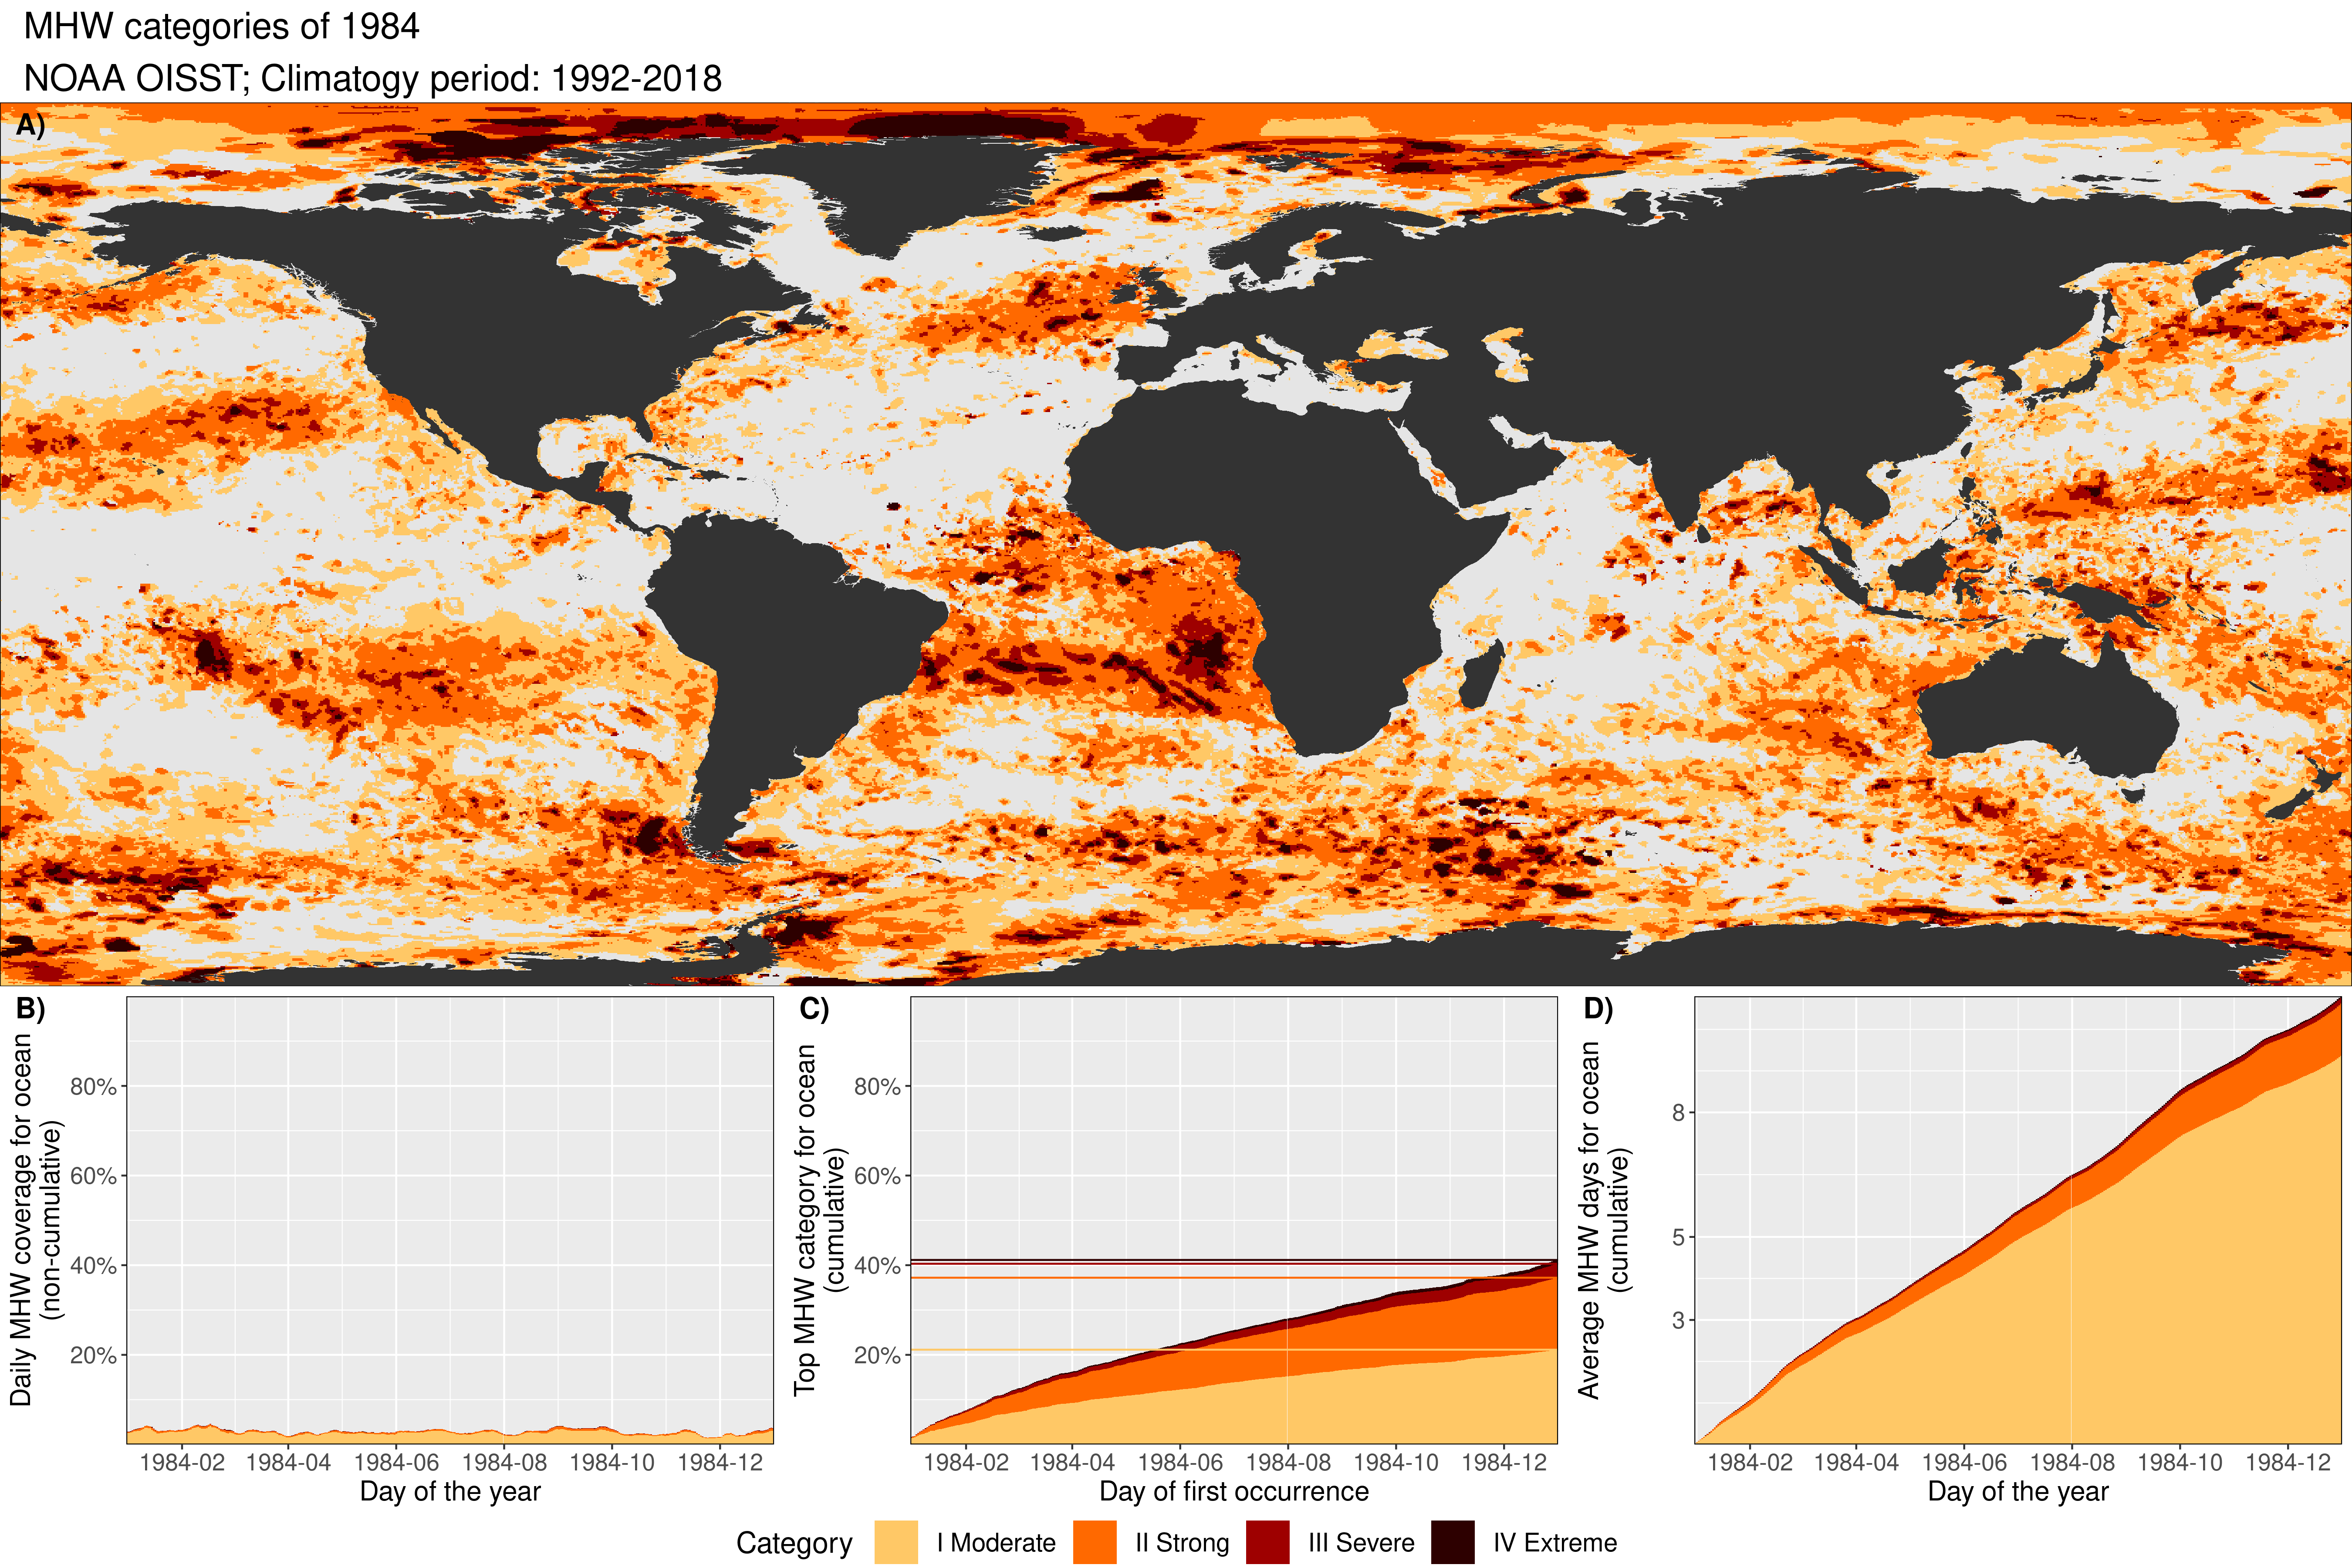 MHW categories of 1984
NOAA OISST; Climatogy period: 1992-2018
A)
B)
Daily MHW coverage for ocean
(non-cumulative)
80%
60%
40%
20%
1984-02 1984-04 1984-06 1984-08 1984-10 1984-12
Day of the year
C)
Top MHW category for ocean
(cumulative)
80%
60%
40%
20%
1984-02 1984-04 1984-06 1984-08 1984-10 1984-12
Day of first occurrence
D)
Average MHW days for ocean
(cumulative)
8
5
3
1984-02 1984-04 1984-06 1984-08 1984-10 1984-12
Day of the year
Category I Moderate II Strong III Severe IV Extreme